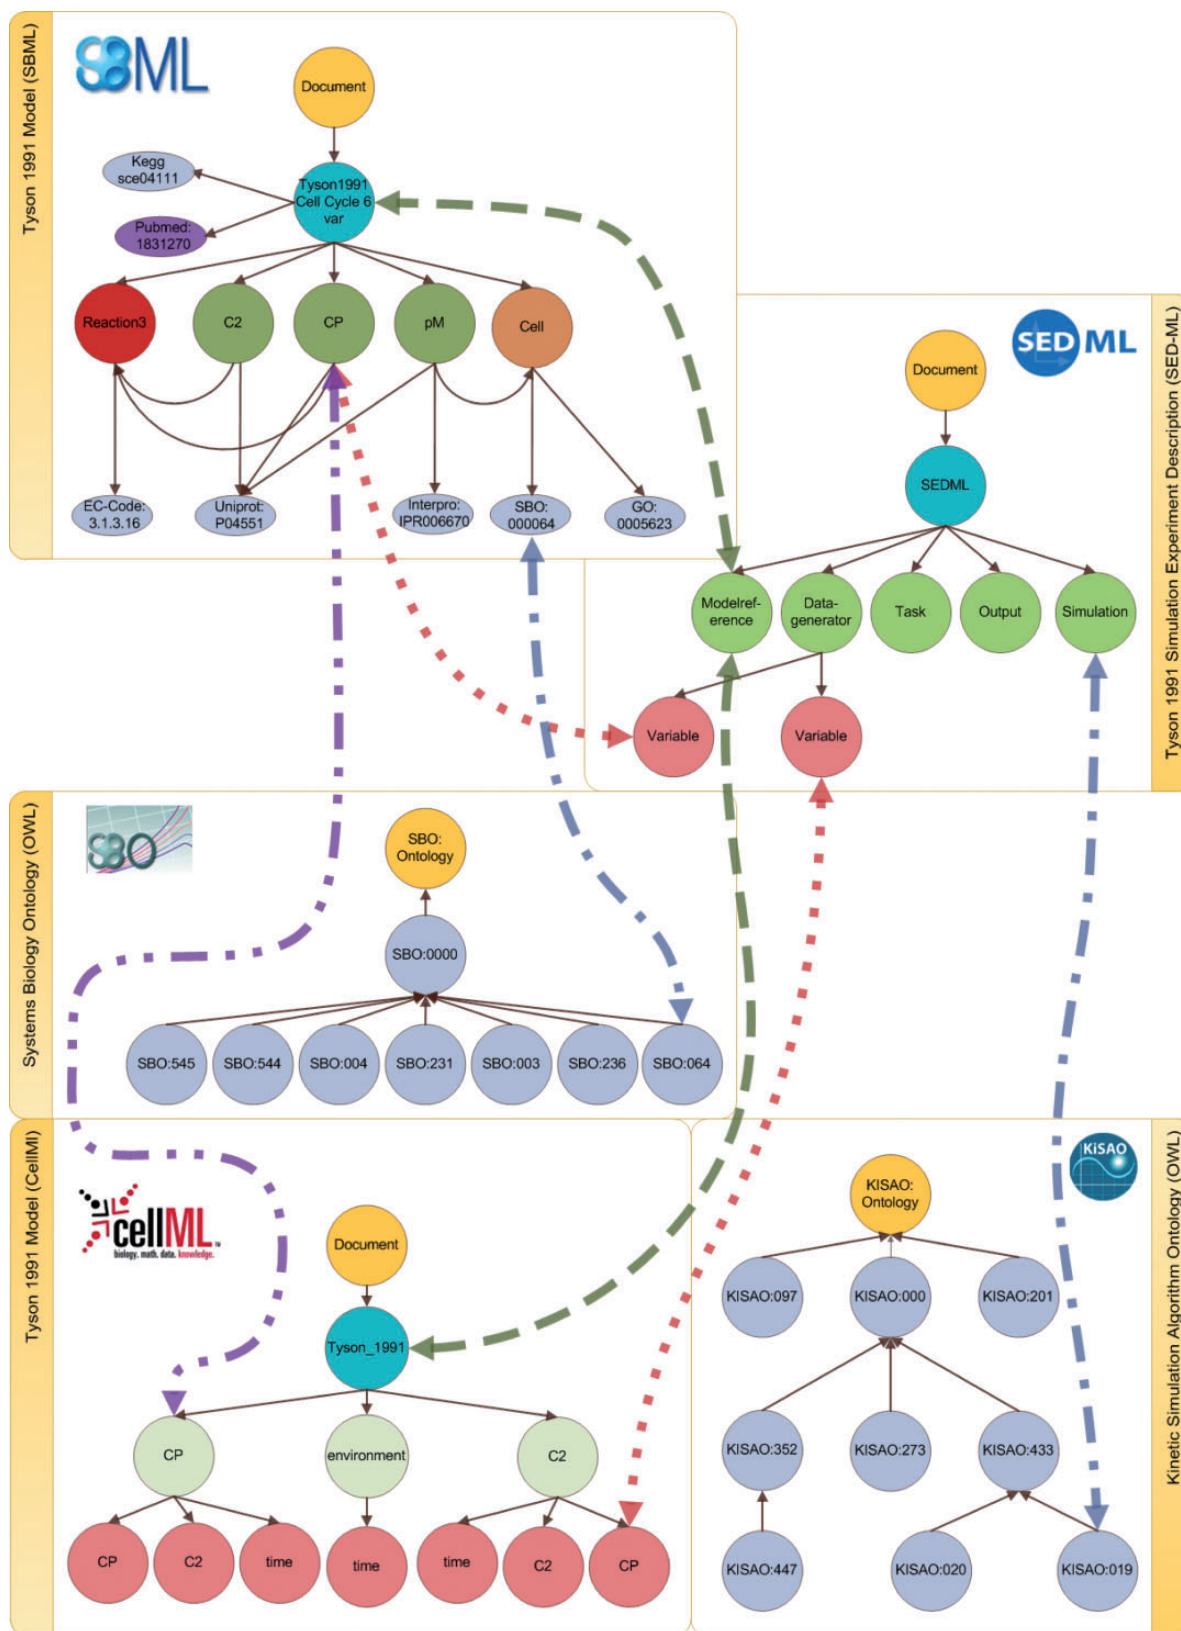 Tyson 1991 Model (SBML)
SBML
Document
Kegg
sce04111
Tyson1991
Cell Cycle 6
var
Pubmed:
1831270
Reaction3
C2
CP
pM
Cell
EC-Code:
3.1.3.16
Uniprot:
P04551
Interpro:
IPR006670
SBO:
000064
GO:
0005623
Tyson 1991 Simulation Experiment Description (SED-ML)
SED ML
Document
SEDML
Modelref-
erence
Data-
generator
Task
Output
Simulation
Variable
Variable
Systems Biology Ontology (OWL)
SBO
SBO:
Ontology
SBO:0000
SBO:545
SBO:544
SBO:004
SBO:231
SBO:003
SBO:236
SBO:064
Tyson 1991 Model (CellMl)
cellML™
biology. math. data. knowledge.
Document
Tyson_1991
CP
environment
C2
CP
C2
time
time
time
C2
CP
Kinetic Simulation Algorithm Ontology (OWL)
KiSAO
KISAO:
Ontology
KISAO:097
KISAO:000
KISAO:201
KISAO:352
KISAO:273
KISAO:433
KISAO:447
KISAO:020
KISAO:019